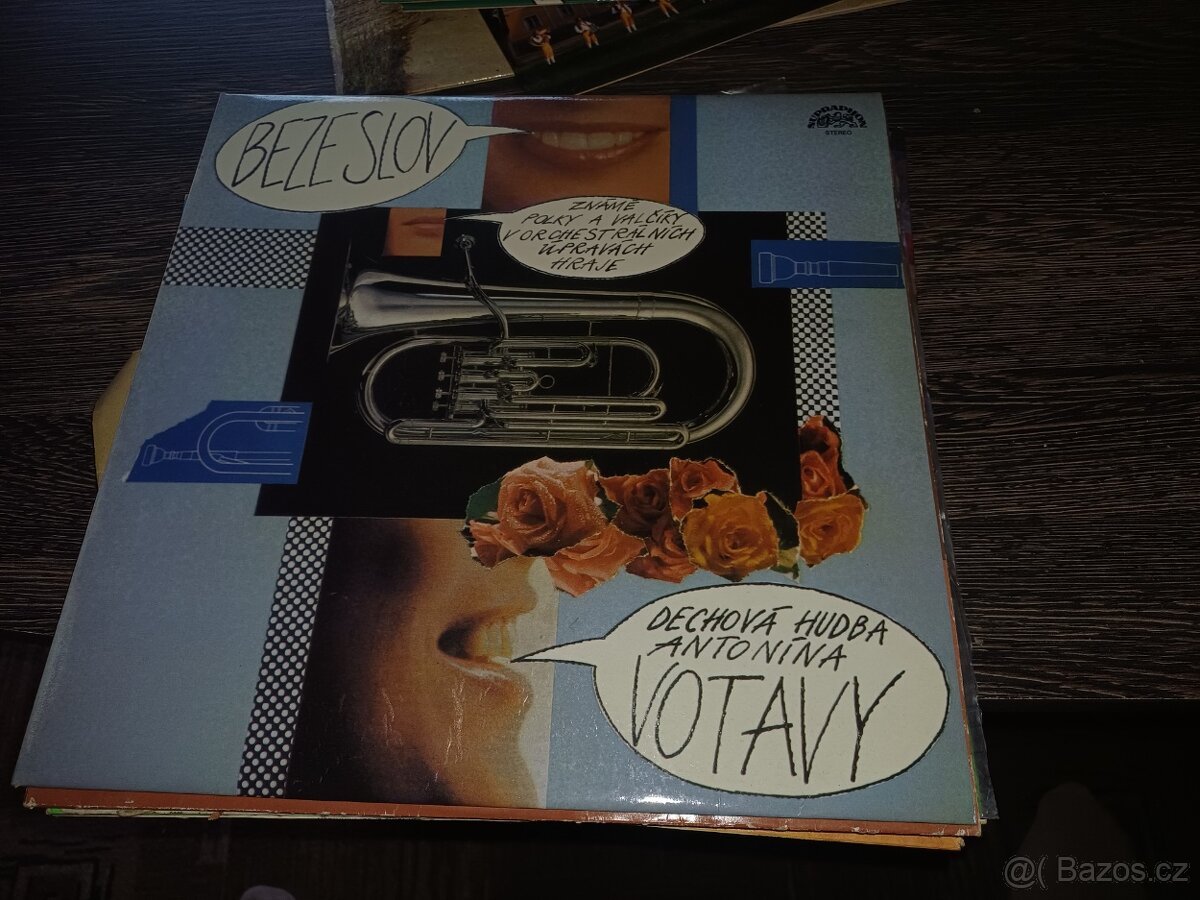 BEZE SLOV
SUPRAPHON
STEREO
ZNÁMÉ
POLKY A VALČÍKY
V ORCHESTRÁLNÍCH
ÚPRAVÁCH
HRAJE
DECHOVÁ HUDBA
ANTONÍNA
VOTAVY
@( Bazos.cz